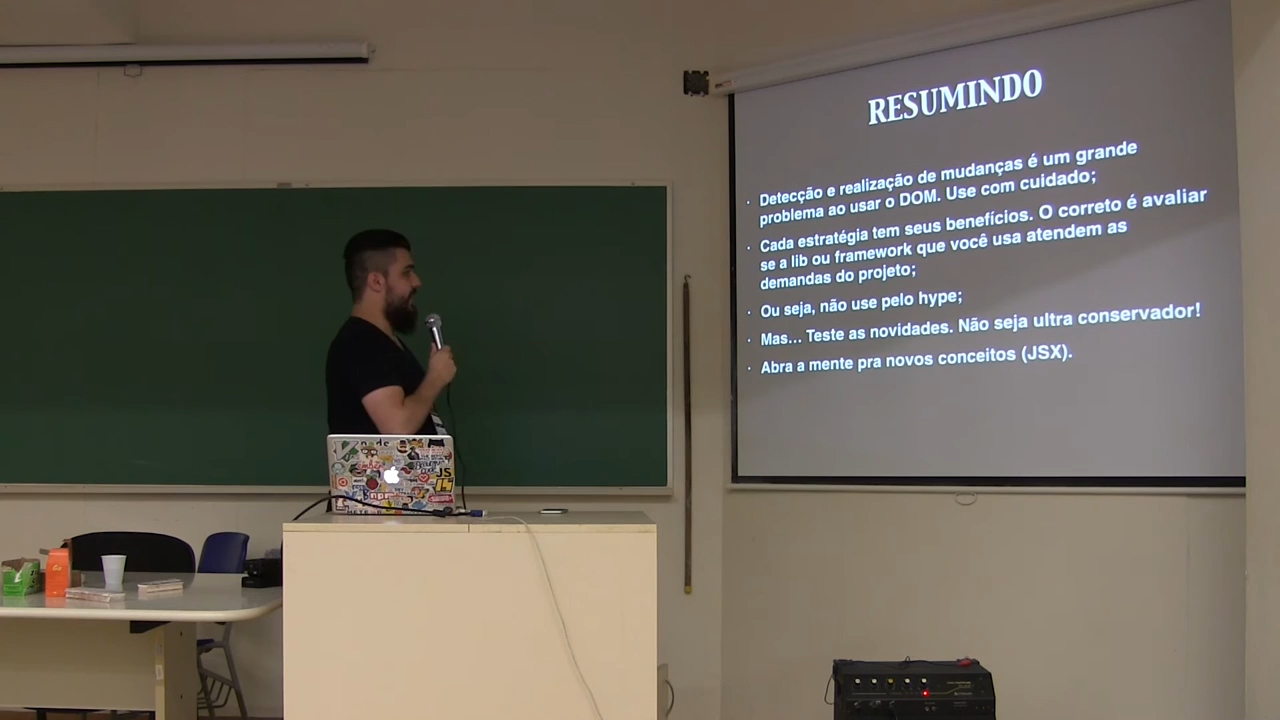 RESUMINDO
· Detecção e realização de mudanças é um grande
problema ao usar o DOM. Use com cuidado;
· Cada estratégia tem seus benefícios. O correto é avaliar
se a lib ou framework que você usa atendem as
demandas do projeto;
· Ou seja, não use pelo hype;
· Mas... Teste as novidades. Não seja ultra conservador!
· Abra a mente pra novos conceitos (JSX).
node
JS